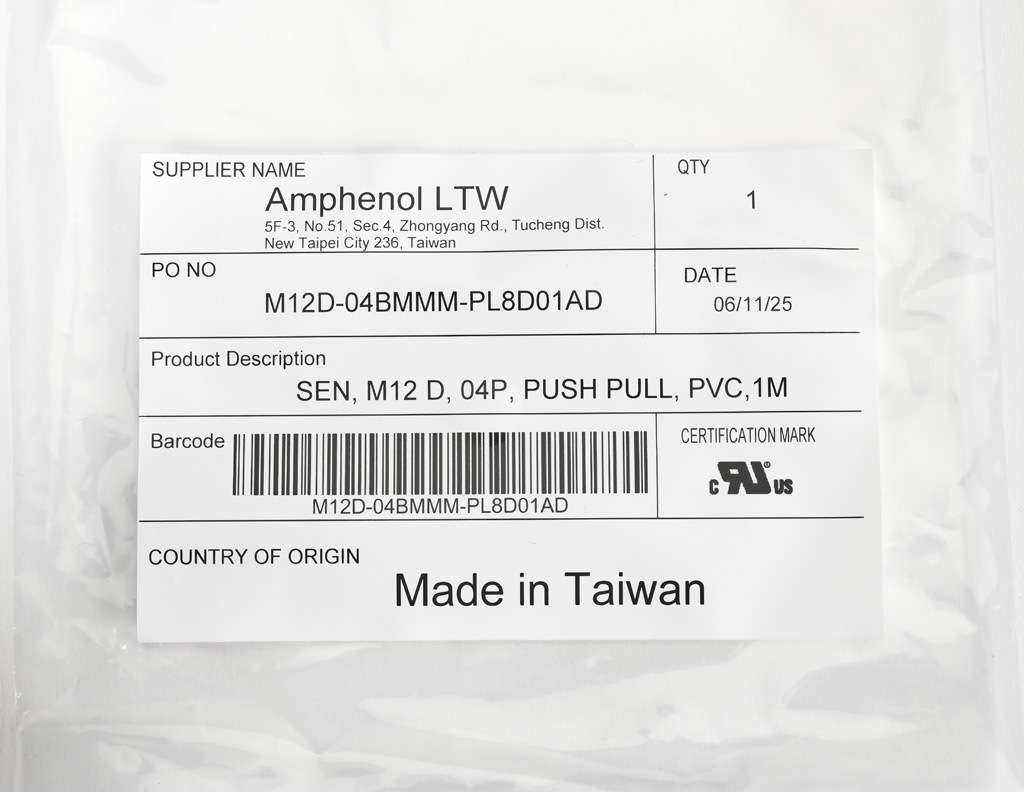 SUPPLIER NAME
Amphenol LTW
5F-3, No.51, Sec.4, Zhongyang Rd., Tucheng Dist.
New Taipei City 236, Taiwan
QTY
1
PO NO
M12D-04BMMM-PL8D01AD
DATE
06/11/25
Product Description
SEN, M12 D, 04P, PUSH PULL, PVC,1M
Barcode
M12D-04BMMM-PL8D01AD
CERTIFICATION MARK
c RU® US
COUNTRY OF ORIGIN
Made in Taiwan